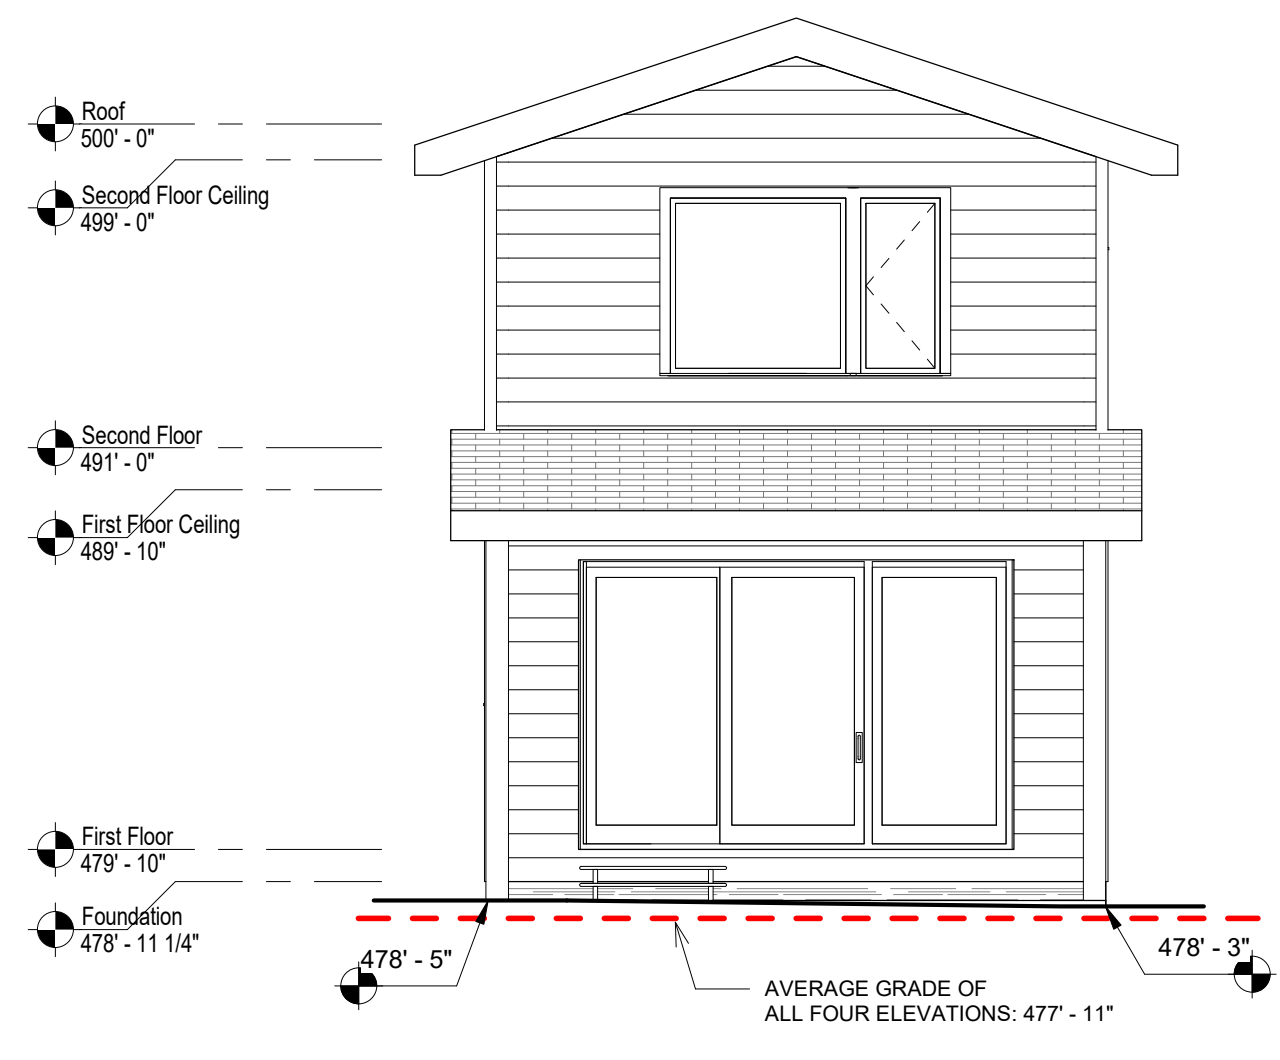 Roof
500' - 0"
Second Floor Ceiling
499' - 0"
Second Floor
491' - 0"
First Floor Ceiling
489' - 10"
First Floor
479' - 10"
Foundation
478' - 11 1/4"
478' - 5"
478' - 3"
AVERAGE GRADE OF
ALL FOUR ELEVATIONS: 477' - 11"